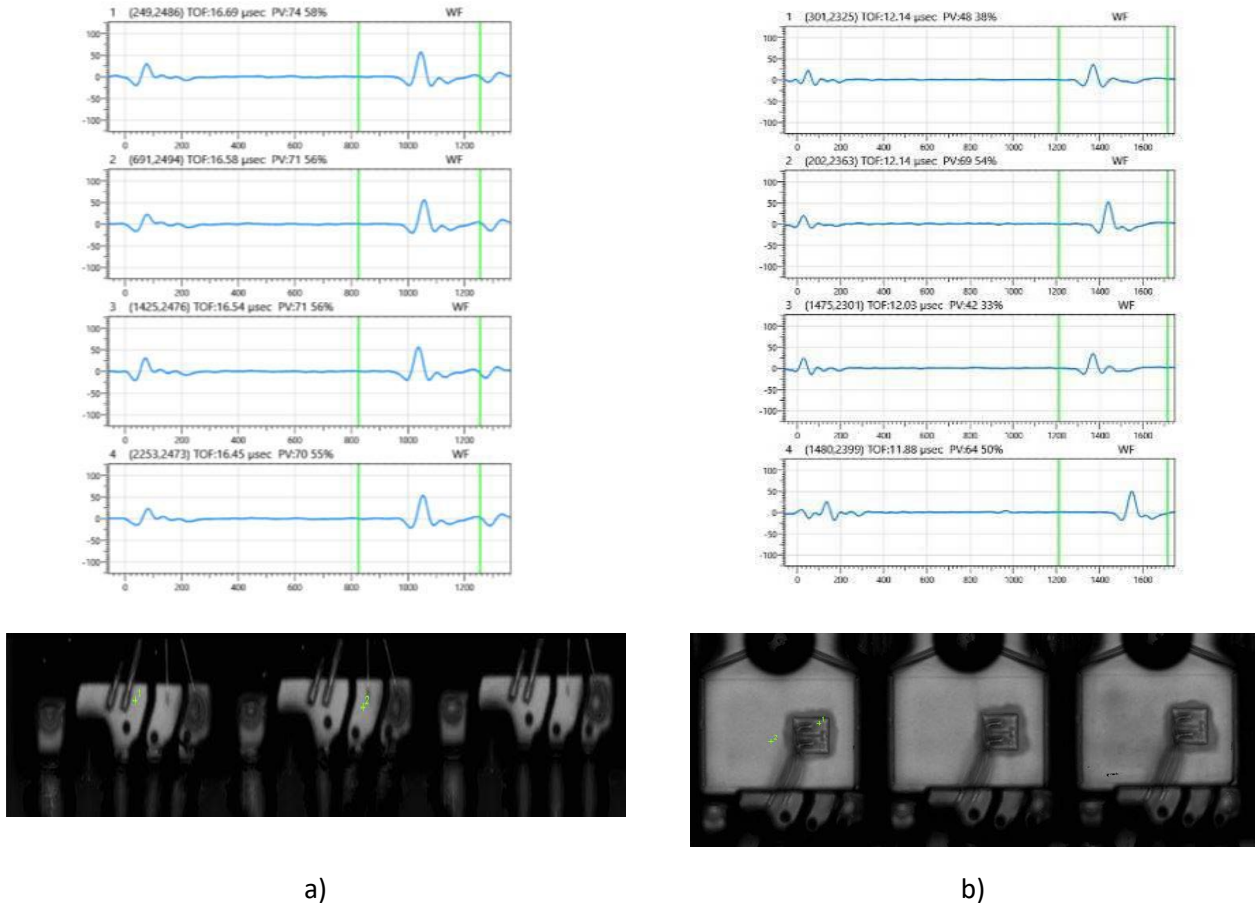 1 (249,2486) TOF:16.69 µsec PV:74 58% WF
100
50
0
-50
-100
0 200 400 600 800 1000 1200
2 (691,2494) TOF:16.58 µsec PV:71 56% WF
100
50
0
-50
-100
0 200 400 600 800 1000 1200
3 (1425,2476) TOF:16.54 µsec PV:71 56% WF
100
50
0
-50
-100
0 200 400 600 800 1000 1200
4 (2253,2473) TOF:16.45 µsec PV:70 55% WF
100
50
0
-50
-100
0 200 400 600 800 1000 1200
1
2
a)
1 (301,2325) TOF:12.14 µsec PV:48 38% WF
100
50
0
-50
-100
0 200 400 600 800 1000 1200 1400 1600
2 (202,2363) TOF:12.14 µsec PV:69 54% WF
100
50
0
-50
-100
0 200 400 600 800 1000 1200 1400 1600
3 (1475,2301) TOF:12.03 µsec PV:42 33% WF
100
50
0
-50
-100
0 200 400 600 800 1000 1200 1400 1600
4 (1480,2399) TOF:11.88 µsec PV:64 50% WF
100
50
0
-50
-100
0 200 400 600 800 1000 1200 1400 1600
1
2
b)